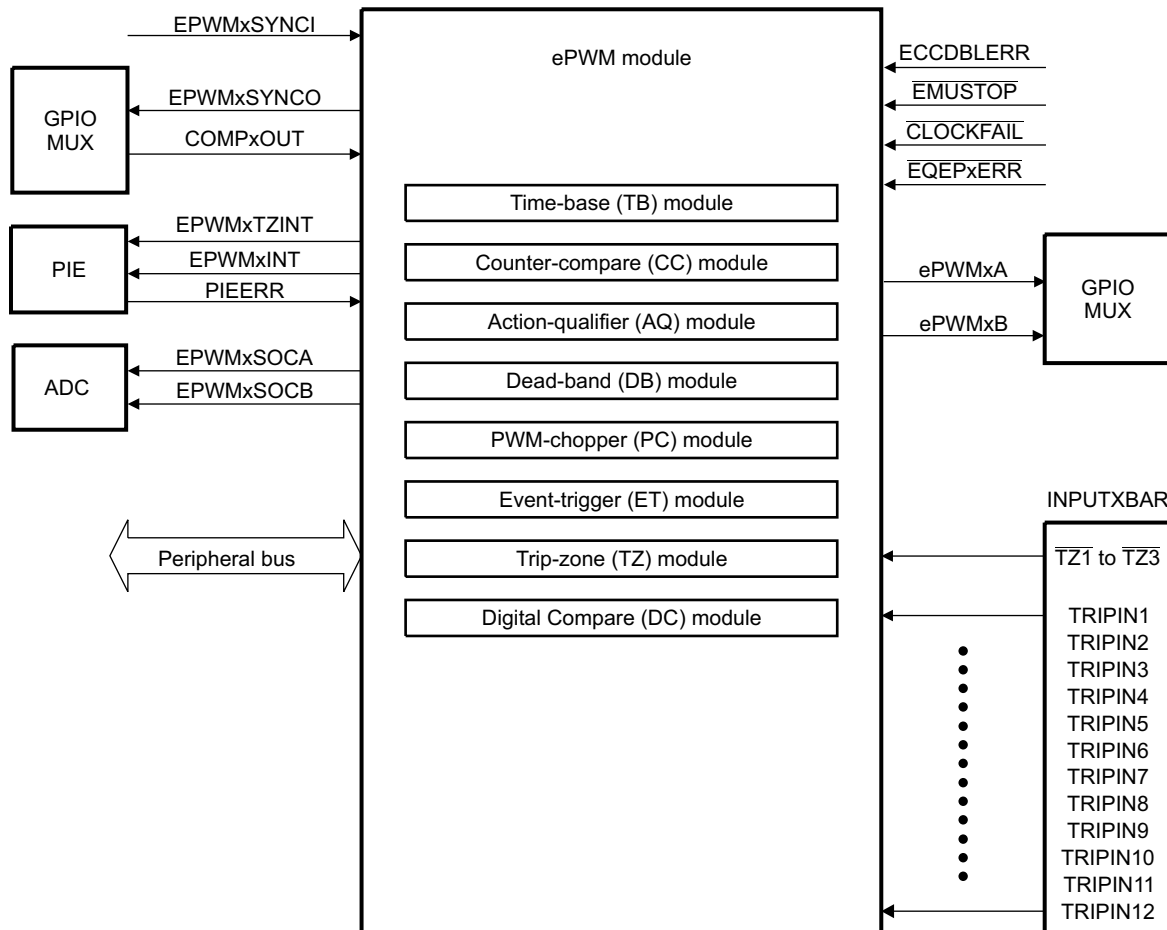 EPWMxSYNCI
GPIO
MUX
EPWMxSYNCO
COMPxOUT
PIE
EPWMxTZINT
EPWMxINT
PIEERR
ADC
EPWMxSOCA
EPWMxSOCB
Peripheral bus
ePWM module
Time-base (TB) module
Counter-compare (CC) module
Action-qualifier (AQ) module
Dead-band (DB) module
PWM-chopper (PC) module
Event-trigger (ET) module
Trip-zone (TZ) module
Digital Compare (DC) module
ECCDBLERR
EMUSTOP
CLOCKFAIL
EQEPxERR
ePWMxA
ePWMxB
GPIO
MUX
INPUTXBAR
TZ1 to TZ3
TRIPIN1
TRIPIN2
TRIPIN3
TRIPIN4
TRIPIN5
TRIPIN6
TRIPIN7
TRIPIN8
TRIPIN9
TRIPIN10
TRIPIN11
TRIPIN12